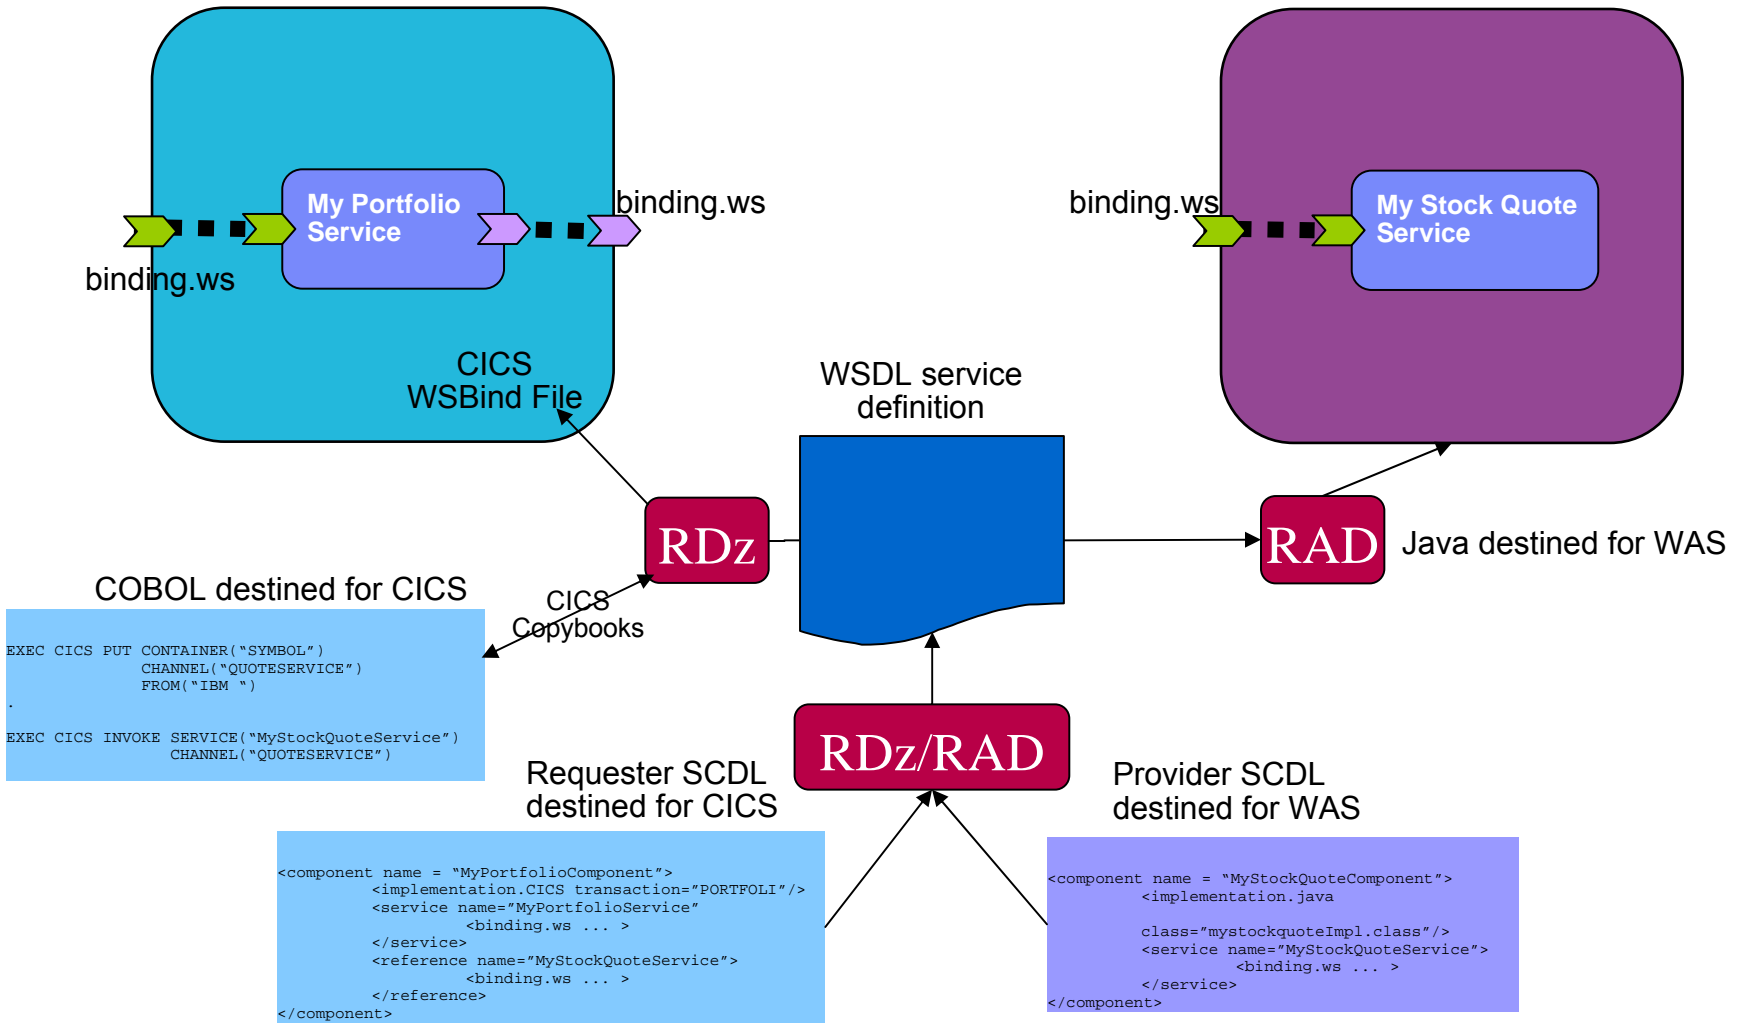 My Portfolio
Service
binding.ws
binding.ws
binding.ws
My Stock Quote
Service
CICS
WSBind File
WSDL service
definition
RDz
RAD
Java destined for WAS
COBOL destined for CICS
CICS
Copybooks
EXEC CICS PUT CONTAINER(“SYMBOL”)
CHANNEL(“QUOTESERVICE”)
FROM(“IBM “)
.
EXEC CICS INVOKE SERVICE(“MyStockQuoteService”)
CHANNEL(“QUOTESERVICE”)
RDz/RAD
Requester SCDL
destined for CICS
Provider SCDL
destined for WAS
<component name = “MyPortfolioComponent”>
<implementation.CICS transaction=”PORTFOLI”/>
<service name=”MyPortfolioService”
<binding.ws ... >
</service>
<reference name=”MyStockQuoteService”>
<binding.ws ... >
</reference>
</component>
<component name = “MyStockQuoteComponent”>
<implementation.java
class=”mystockquoteImpl.class”/>
<service name=”MyStockQuoteService”>
<binding.ws ... >
</service>
</component>